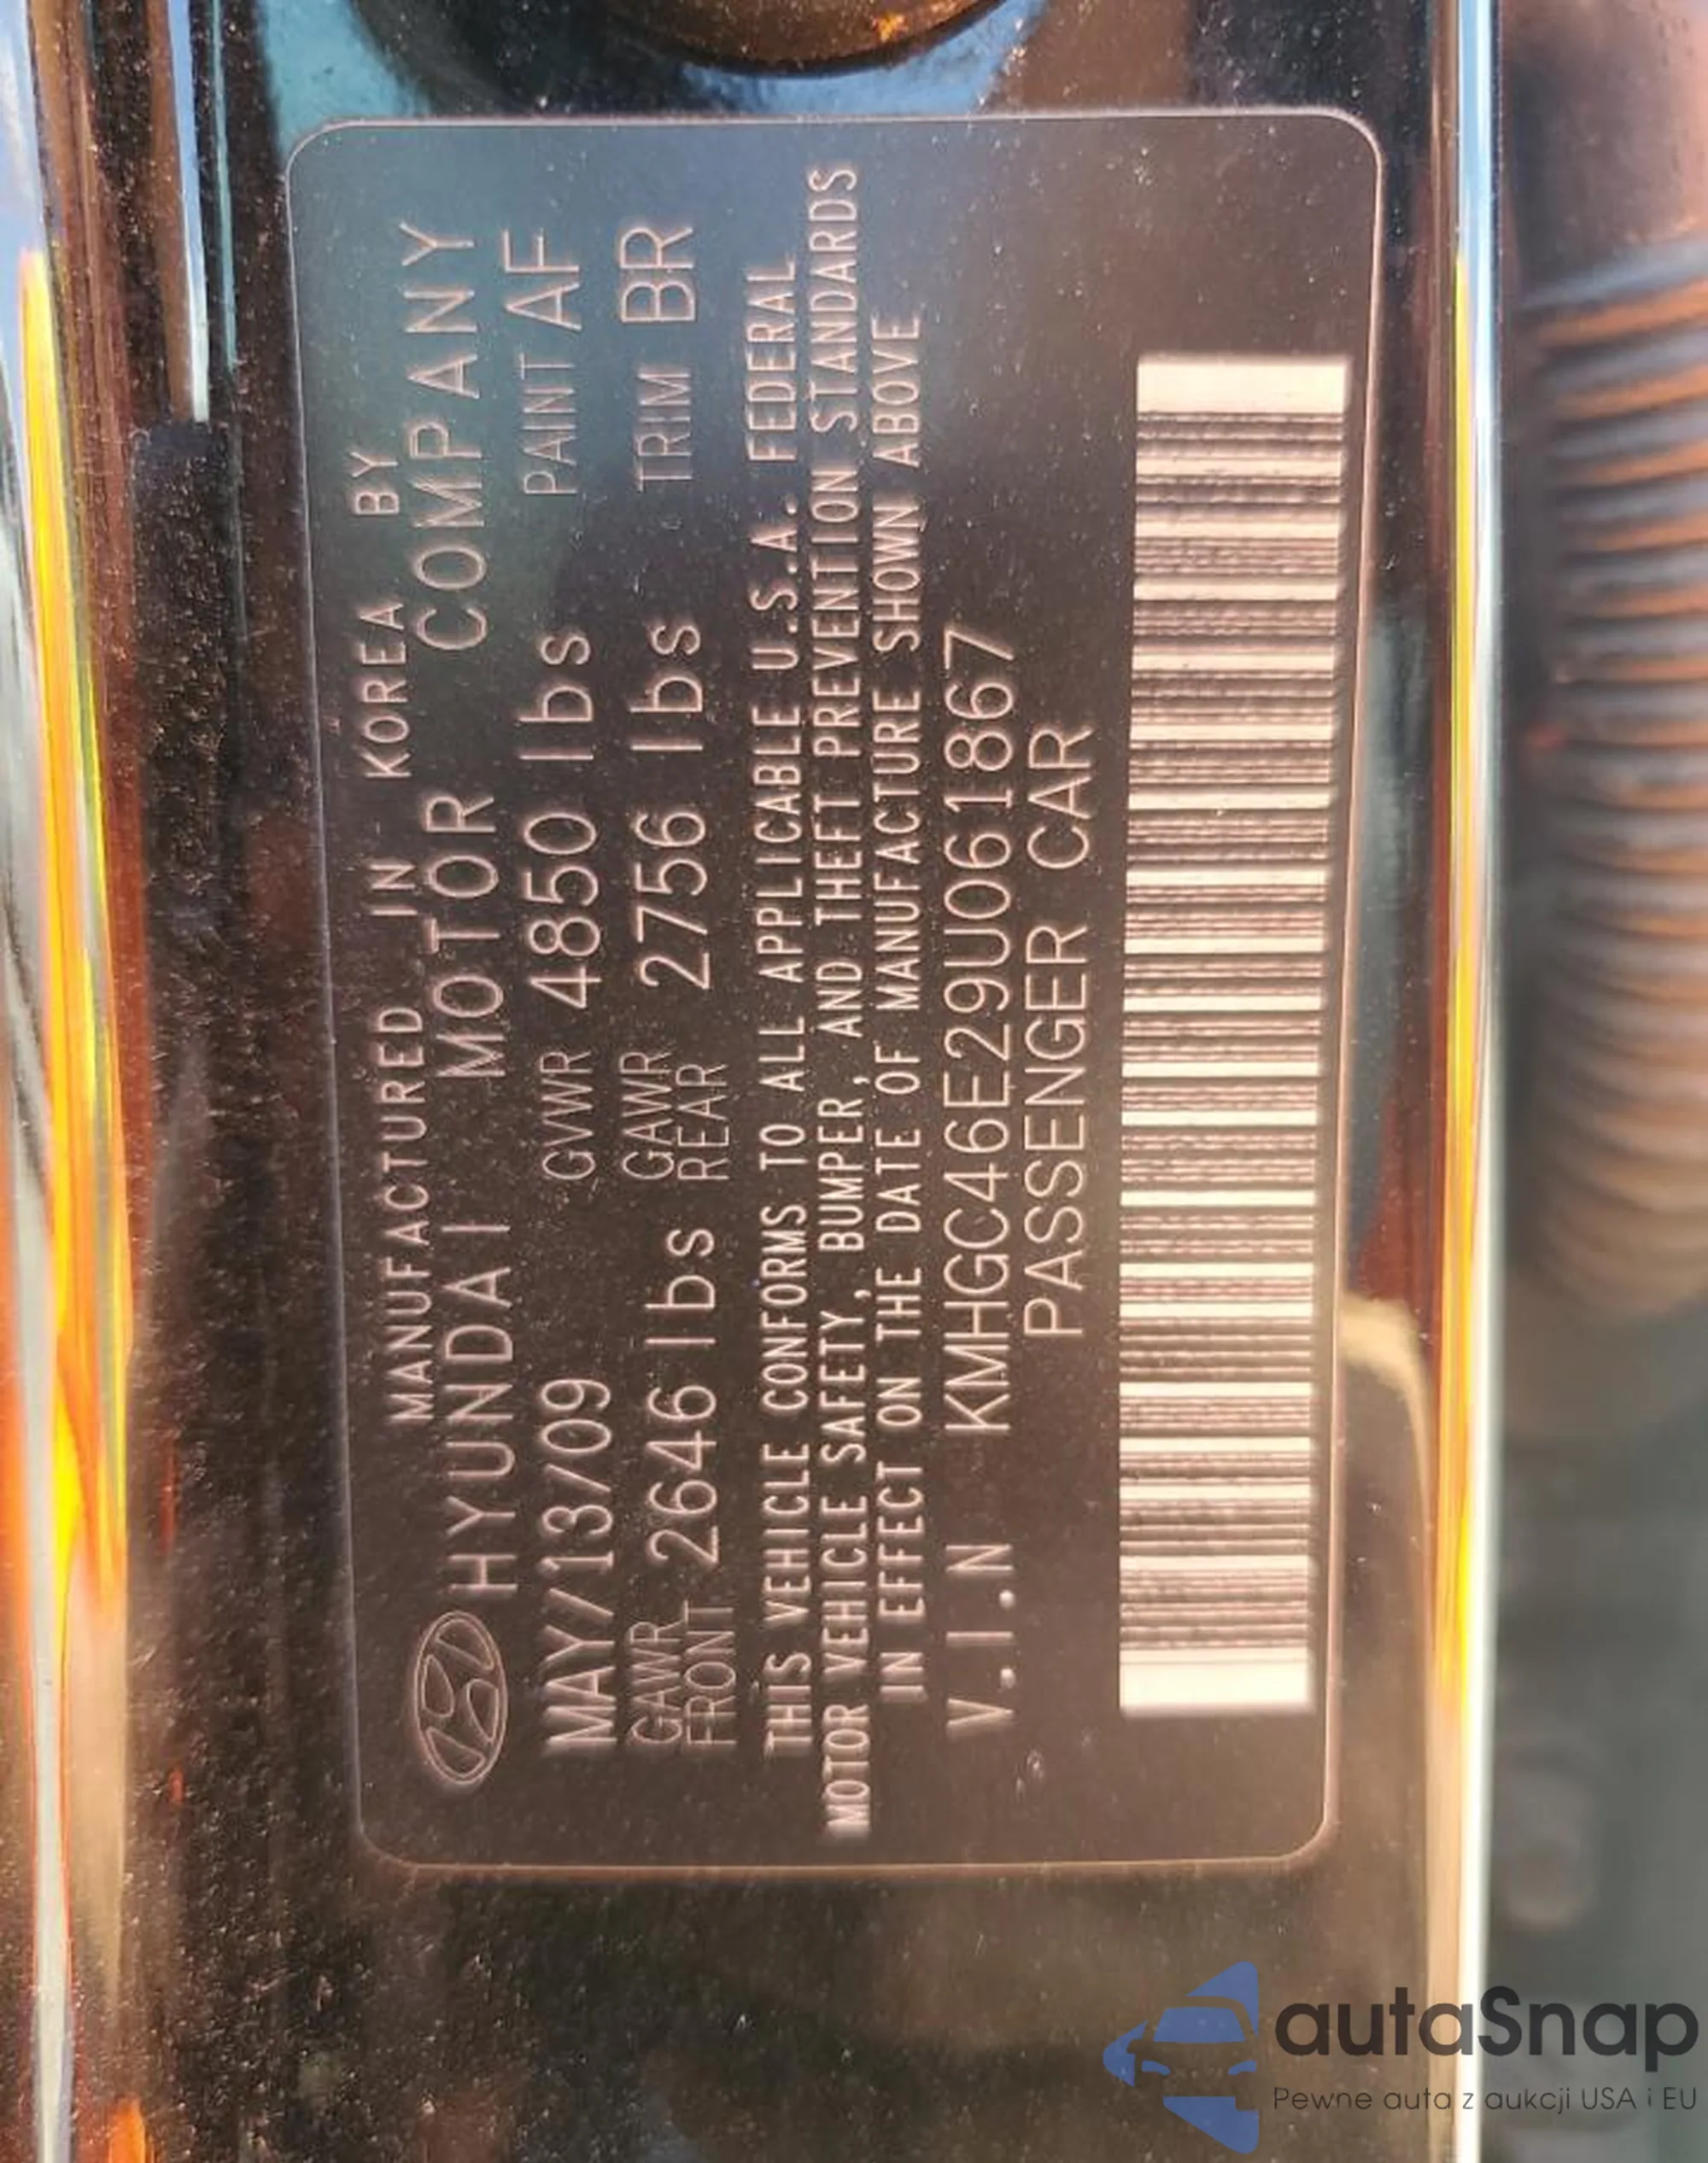 MANUFACTURED IN KOREA BY
HYUNDAI MOTOR COMPANY
MAY/13/09 GVWR 4850 lbs PAINT AF
GAWR FRONT 2646 lbs GAWR REAR 2756 lbs TRIM BR
THIS VEHICLE CONFORMS TO ALL APPLICABLE U.S.A. FEDERAL
MOTOR VEHICLE SAFETY, BUMPER, AND THEFT PREVENTION STANDARDS
IN EFFECT ON THE DATE OF MANUFACTURE SHOWN ABOVE
V.I.N KMHGC46E29U061867
PASSENGER CAR
autaSnap
Pewne auta z aukcji USA i EU